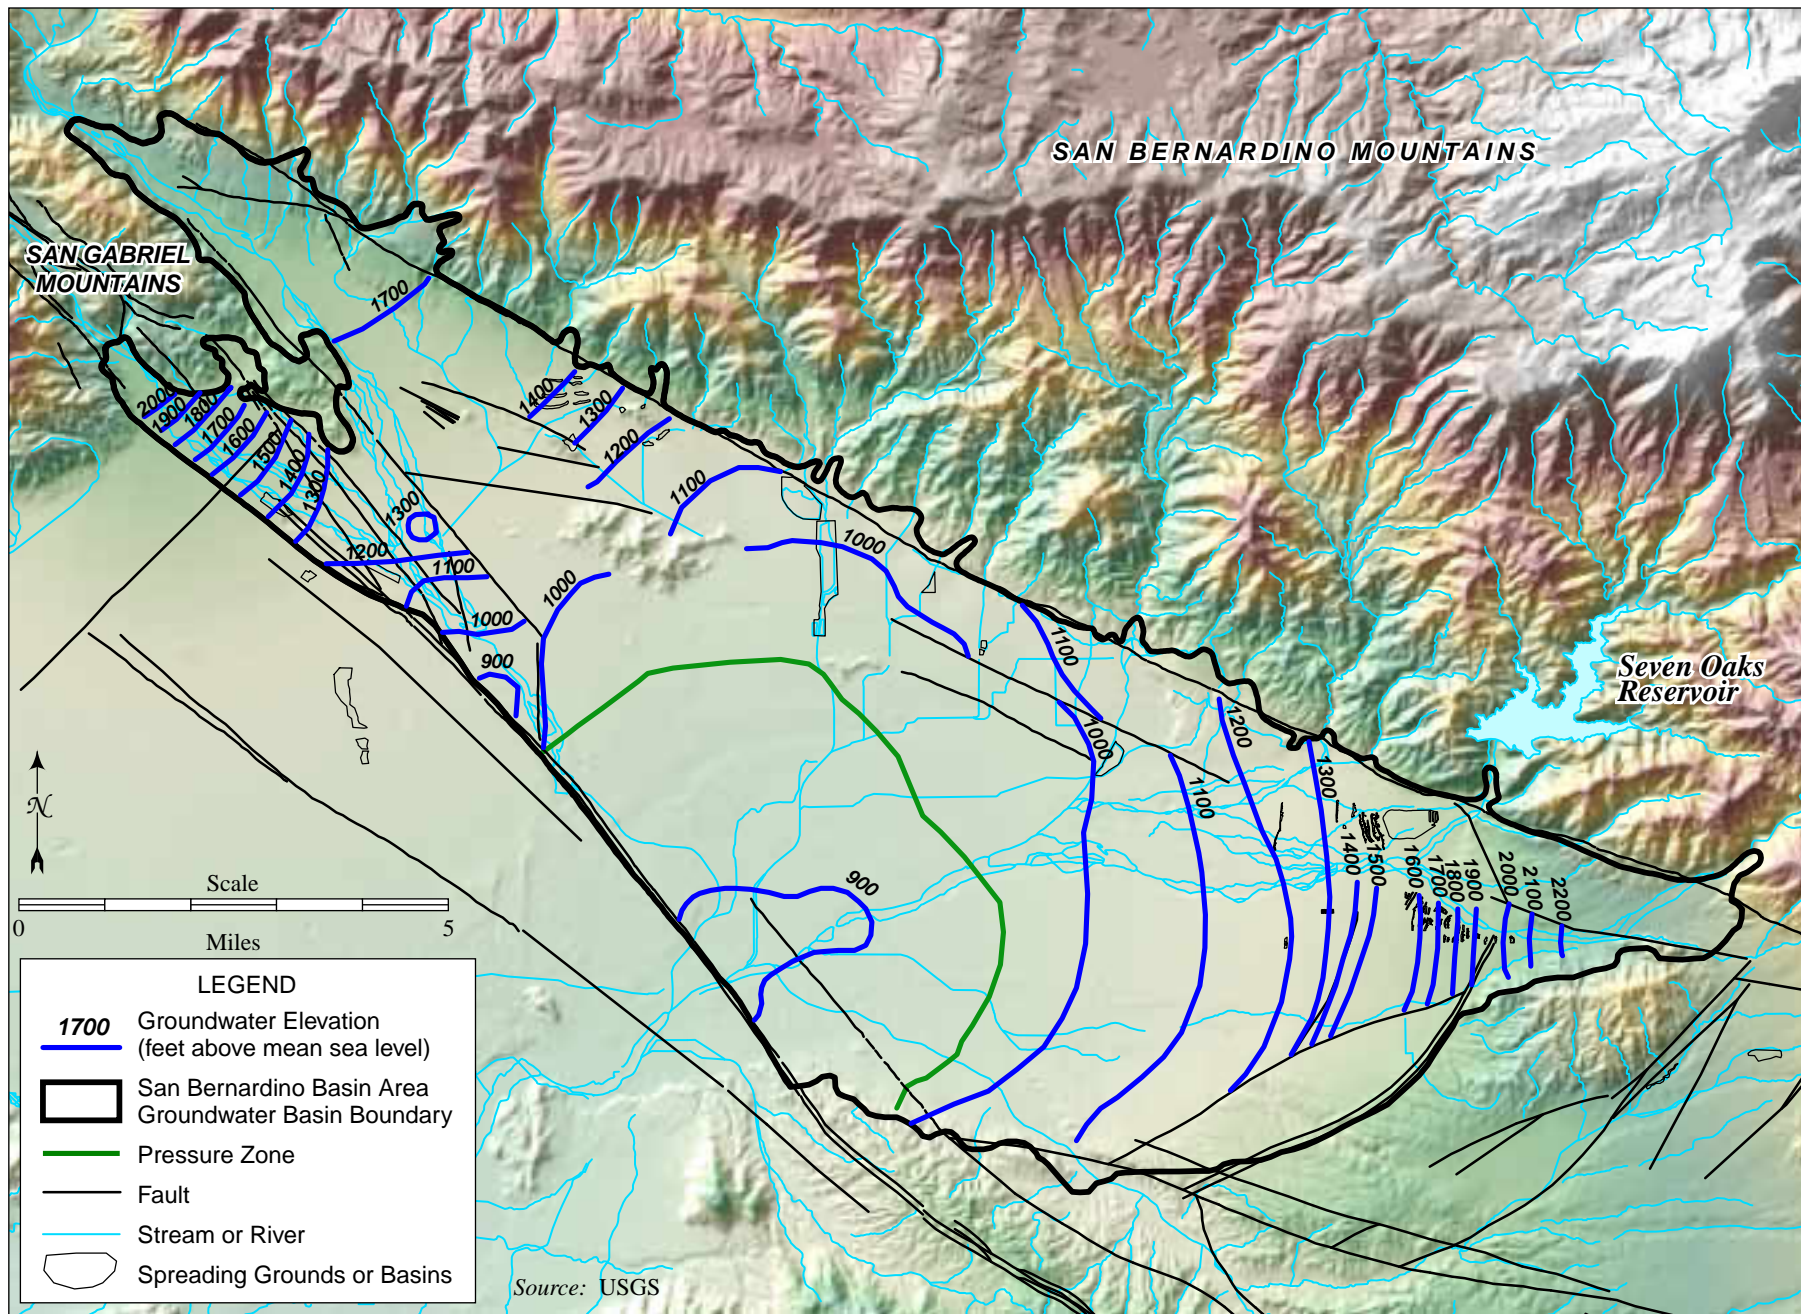 SAN BERNARDINO MOUNTAINS
SAN GABRIEL
MOUNTAINS
1700
2000
1900
1800
1700
1600
1500
1400
1300
1400
1300
1200
1100
1300
1200
1100
1000
1000
900
1000
1100
1000
1200
1100
1300
1400
1500
1600
1700
1800
1900
2000
2100
2200
900
Seven Oaks
Reservoir
N
Scale
0
5
Miles
LEGEND
1700
Groundwater Elevation
(feet above mean sea level)
San Bernardino Basin Area
Groundwater Basin Boundary
Pressure Zone
Fault
Stream or River
Spreading Grounds or Basins
Source: USGS